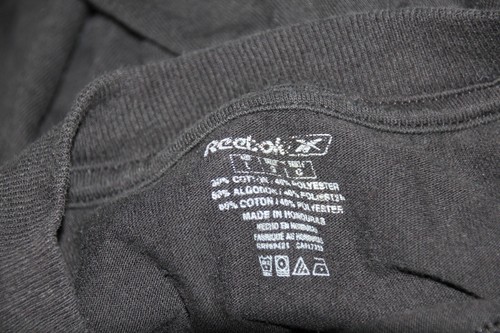 Reebok
L G G
60% COTTON / 40% POLYESTER
60% ALGODON / 40% POLIESTER
60% COTON / 40% POLYESTER
MADE IN HONDURAS
HECHO EN HONDURAS
FABRIQUÉ AU HONDURAS